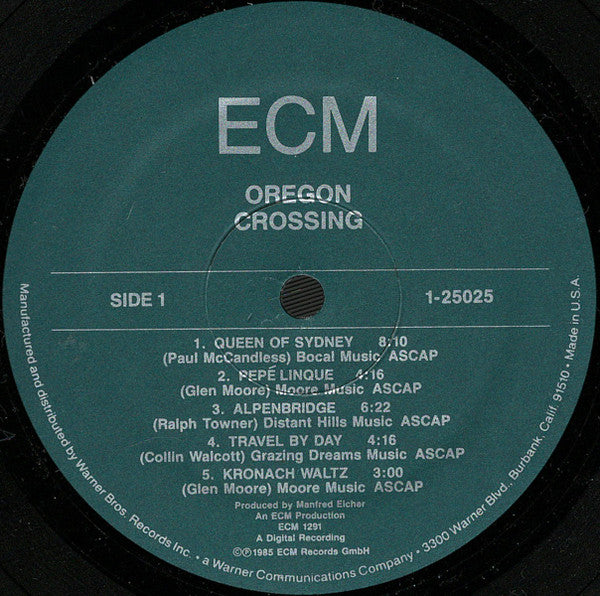 ECM
OREGON
CROSSING
SIDE 1
1-25025
1. QUEEN OF SYDNEY 8:10
(Paul McCandless) Bocal Music ASCAP
2. PEPÉ LINQUE 4:16
(Glen Moore) Moore Music ASCAP
3. ALPENBRIDGE 6:22
(Ralph Towner) Distant Hills Music ASCAP
4. TRAVEL BY DAY 4:16
(Collin Walcott) Grazing Dreams Music ASCAP
5. KRONACH WALTZ 3:00
(Glen Moore) Moore Music ASCAP
Produced by Manfred Eicher
An ECM Production
ECM 1291
A Digital Recording
©℗1985 ECM Records GmbH
Manufactured and distributed by Warner Bros. Records Inc. • a Warner Communications Company • 3300 Warner Blvd., Burbank, Calif. 91510 • Made in U.S.A.